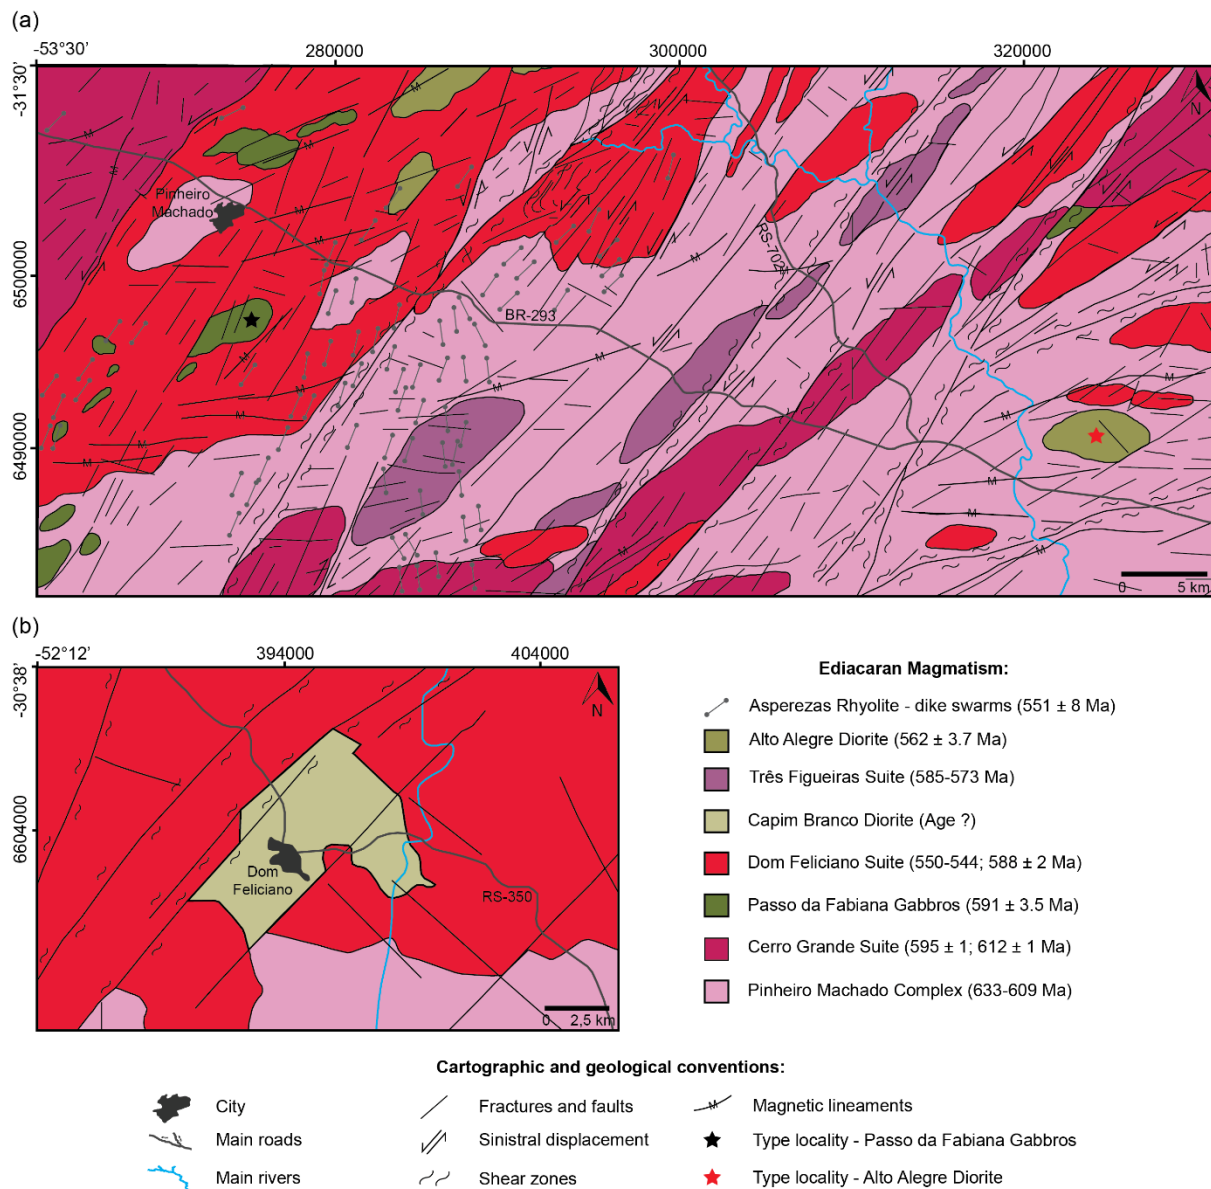 (a)
-53°30'
280000
300000
320000
-31°30'
N
Pinheiro
Machado
M
RS-702
6500000
BR-293
6490000
0 5 km
(b)
-52°12'
394000
404000
-30°38'
N
6604000
Dom
Feliciano
RS-350
0 2,5 km
Ediacaran Magmatism:
Asperezas Rhyolite - dike swarms (551 ± 8 Ma)
Alto Alegre Diorite (562 ± 3.7 Ma)
Três Figueiras Suite (585-573 Ma)
Capim Branco Diorite (Age ?)
Dom Feliciano Suite (550-544; 588 ± 2 Ma)
Passo da Fabiana Gabbros (591 ± 3.5 Ma)
Cerro Grande Suite (595 ± 1; 612 ± 1 Ma)
Pinheiro Machado Complex (633-609 Ma)
Cartographic and geological conventions:
City
Fractures and faults
M
Magnetic lineaments
Main roads
Sinistral displacement
Type locality - Passo da Fabiana Gabbros
Main rivers
Shear zones
Type locality - Alto Alegre Diorite